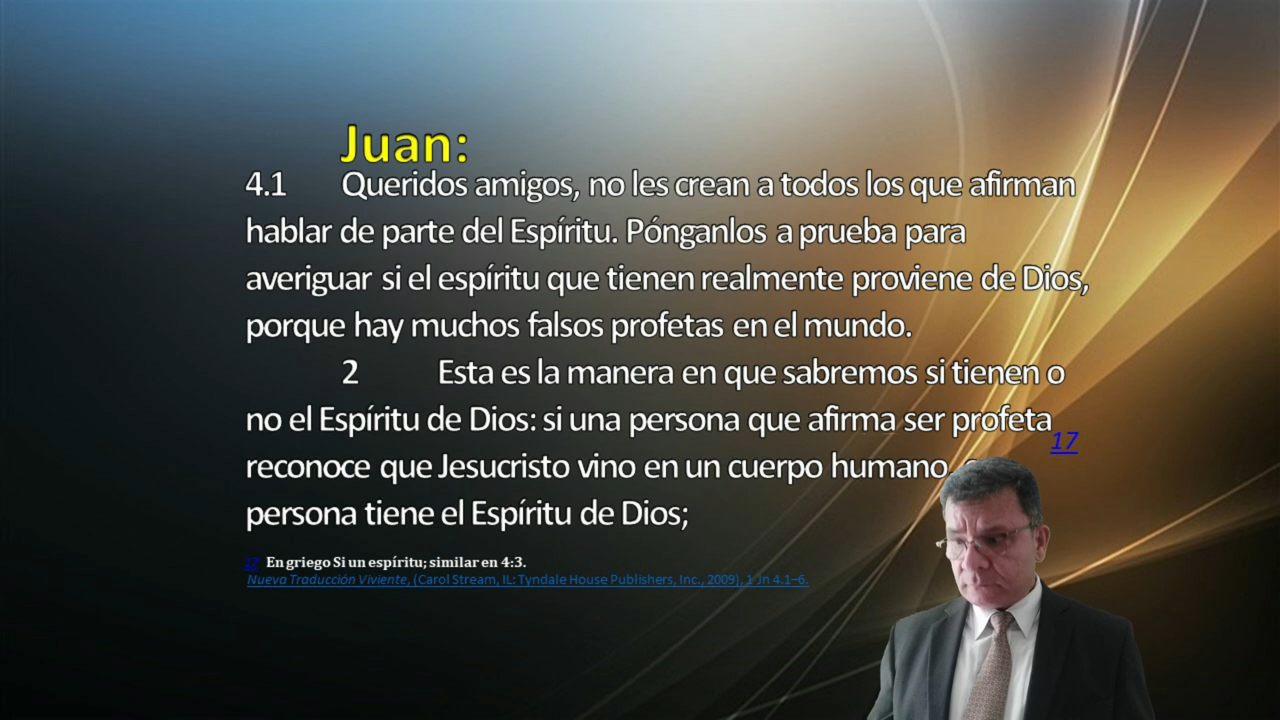 Juan:
4.1 Queridos amigos, no les crean a todos los que afirman
hablar de parte del Espíritu. Pónganlos a prueba para
averiguar si el espíritu que tienen realmente proviene de Dios,
porque hay muchos falsos profetas en el mundo.
2 Esta es la manera en que sabremos si tienen o
no el Espíritu de Dios: si una persona que afirma ser profeta
17
reconoce que Jesucristo vino en un cuerpo humano,
persona tiene el Espíritu de Dios;
17 En griego Si un espíritu; similar en 4:3.
Nueva Traducción Viviente, (Carol Stream, IL: Tyndale House Publishers, Inc., 2009), 1 Jn 4.1–6.